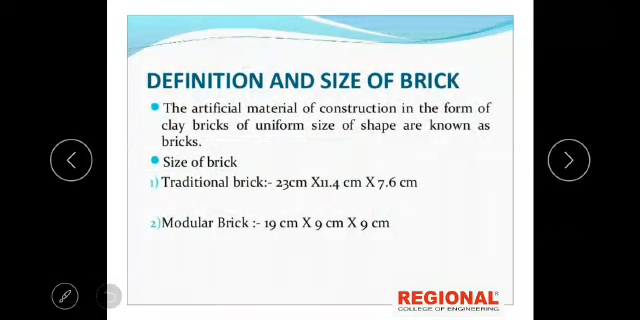 DEFINITION AND SIZE OF BRICK
The artificial material of construction in the form of
clay bricks of uniform size of shape are known as
bricks.
Size of brick
1) Traditional brick:- 23cm X11.4 cm X 7.6 cm
2)Modular Brick :- 19 cm X 9 cm X 9 cm
REGIONAL
COLLEGE OF ENGINEERING